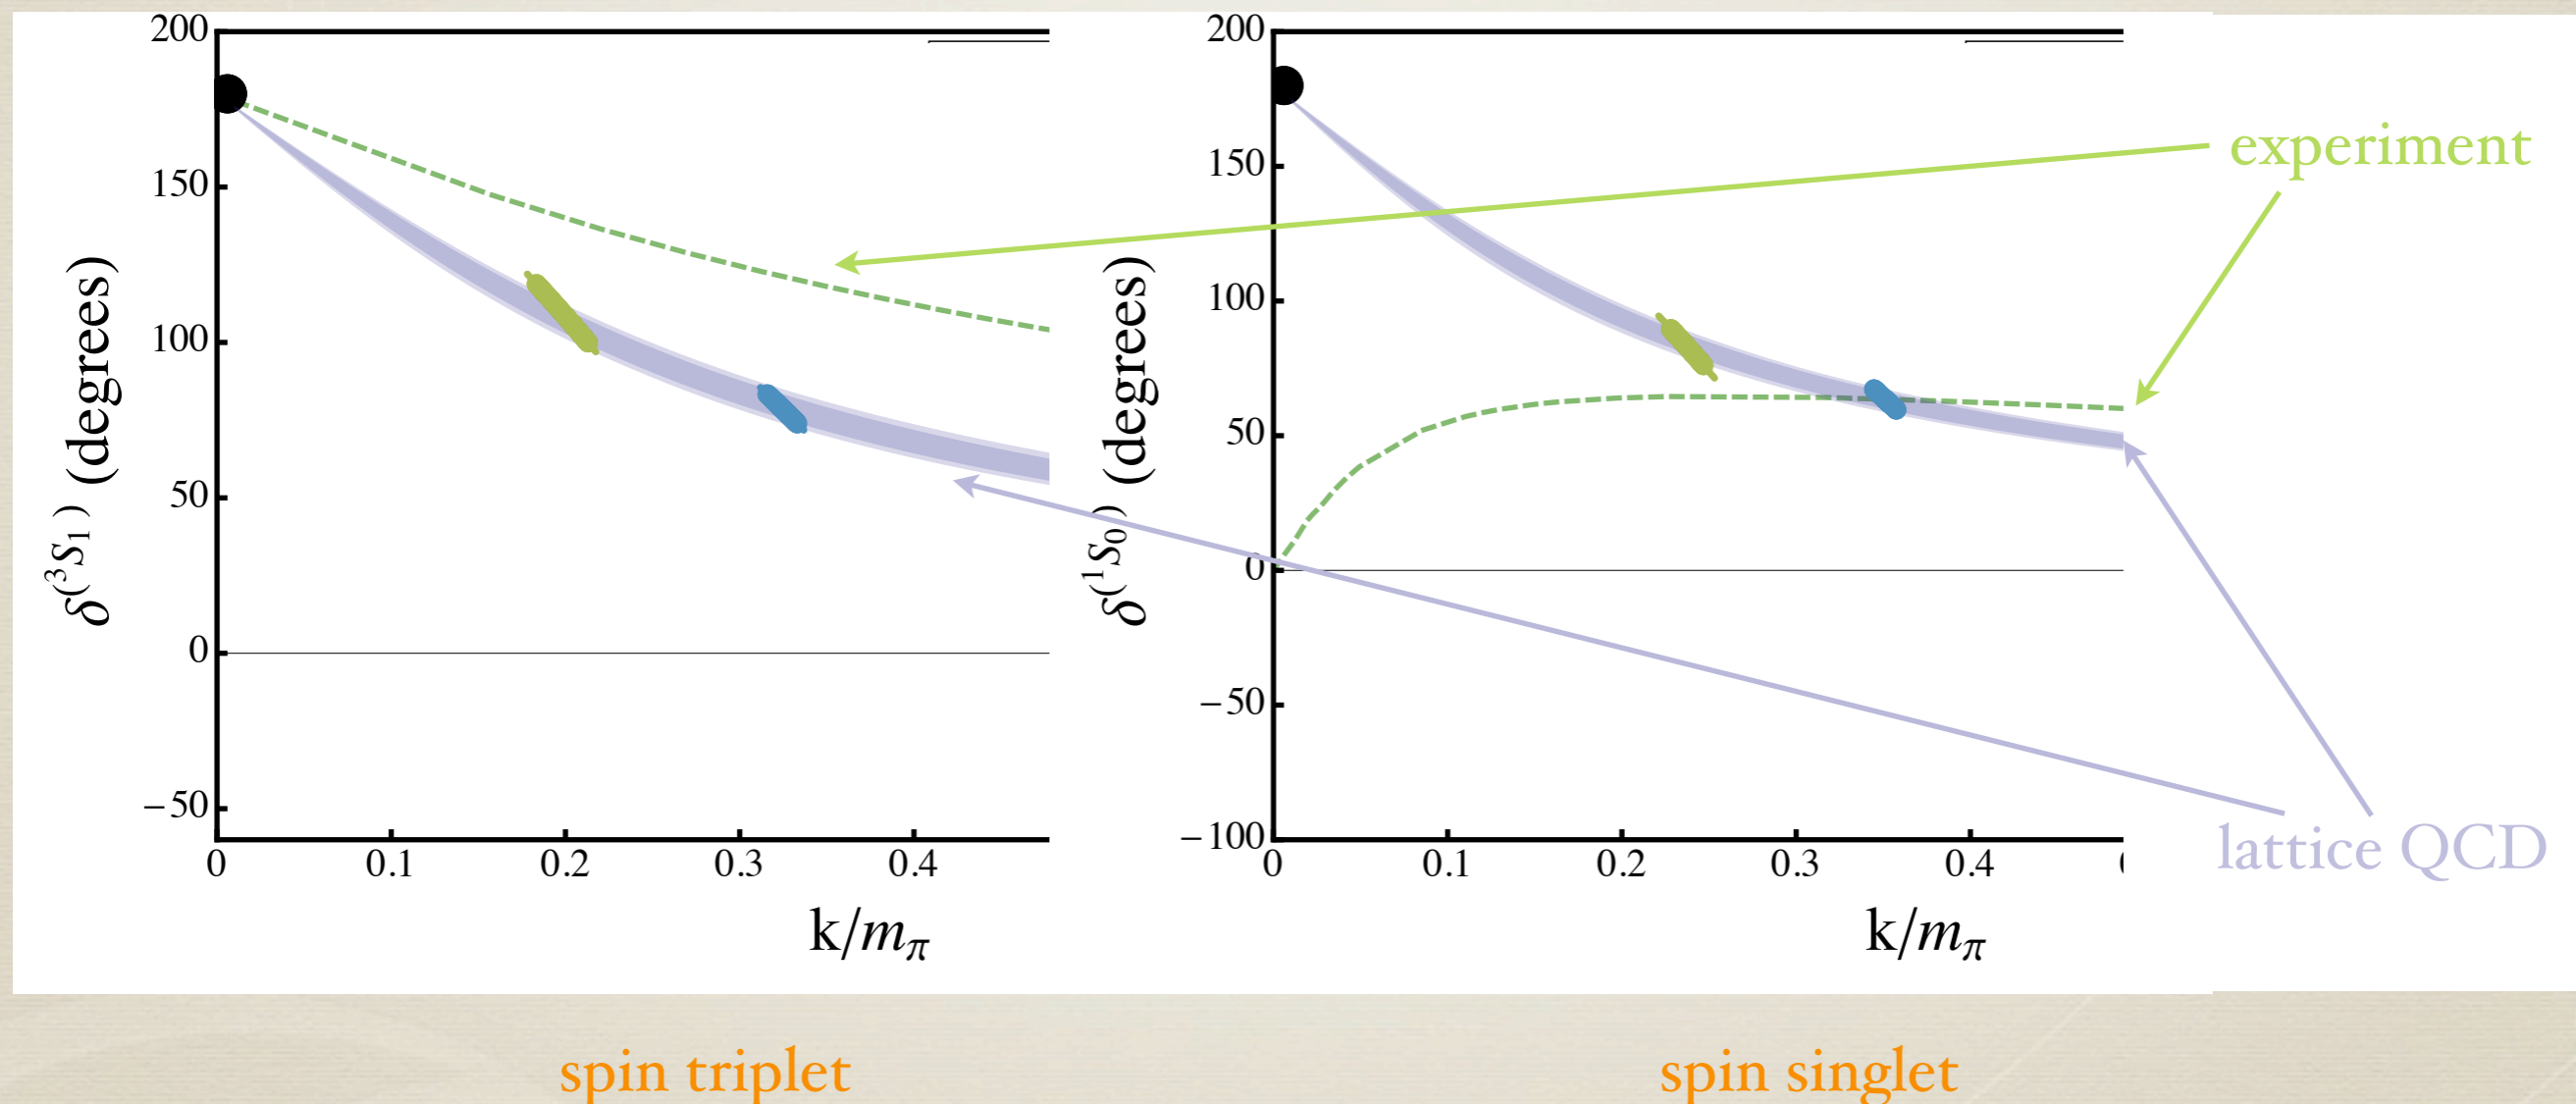 200
150
100
50
0
−50
0
0.1
0.2
0.3
0.4
δ(³S₁) (degrees)
k/mπ
200
150
100
50
0
−50
−100
0
0.1
0.2
0.3
0.4
δ(¹S₀) (degrees)
k/mπ
experiment
lattice QCD
spin triplet
spin singlet